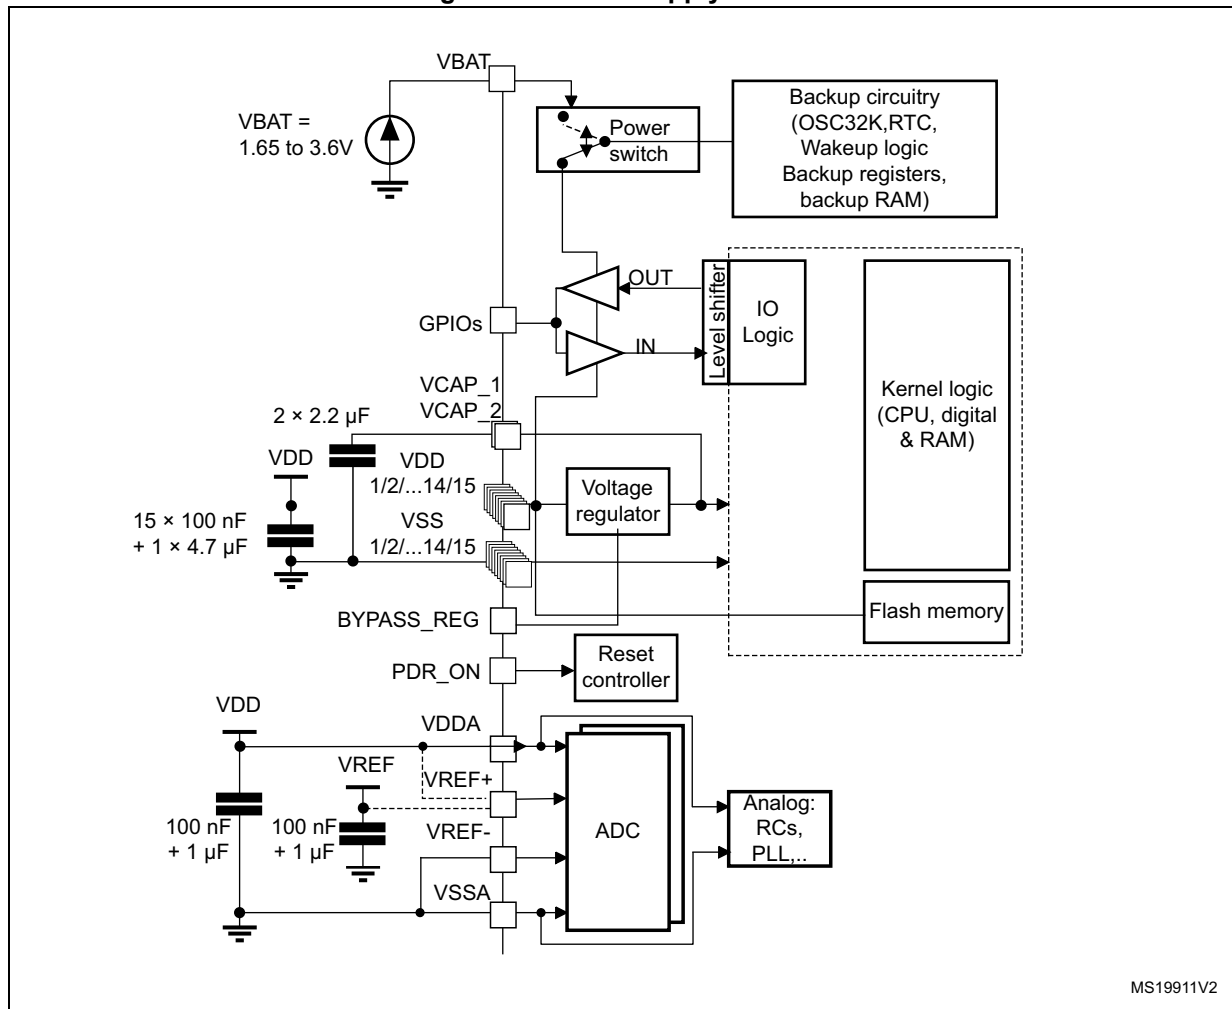 VBAT
VBAT =
1.65 to 3.6V
Power
switch
Backup circuitry
(OSC32K,RTC,
Wakeup logic
Backup registers,
backup RAM)
GPIOs
OUT
IN
Level shifter
IO
Logic
Kernel logic
(CPU, digital
& RAM)
VCAP_1
VCAP_2
2 × 2.2 µF
VDD
15 × 100 nF
+ 1 × 4.7 µF
VDD
1/2/...14/15
VSS
1/2/...14/15
Voltage
regulator
Flash memory
BYPASS_REG
PDR_ON
Reset
controller
VDD
VDDA
VREF
VREF+
VREF-
VSSA
100 nF
+ 1 µF
100 nF
+ 1 µF
ADC
Analog:
RCs,
PLL,..
MS19911V2